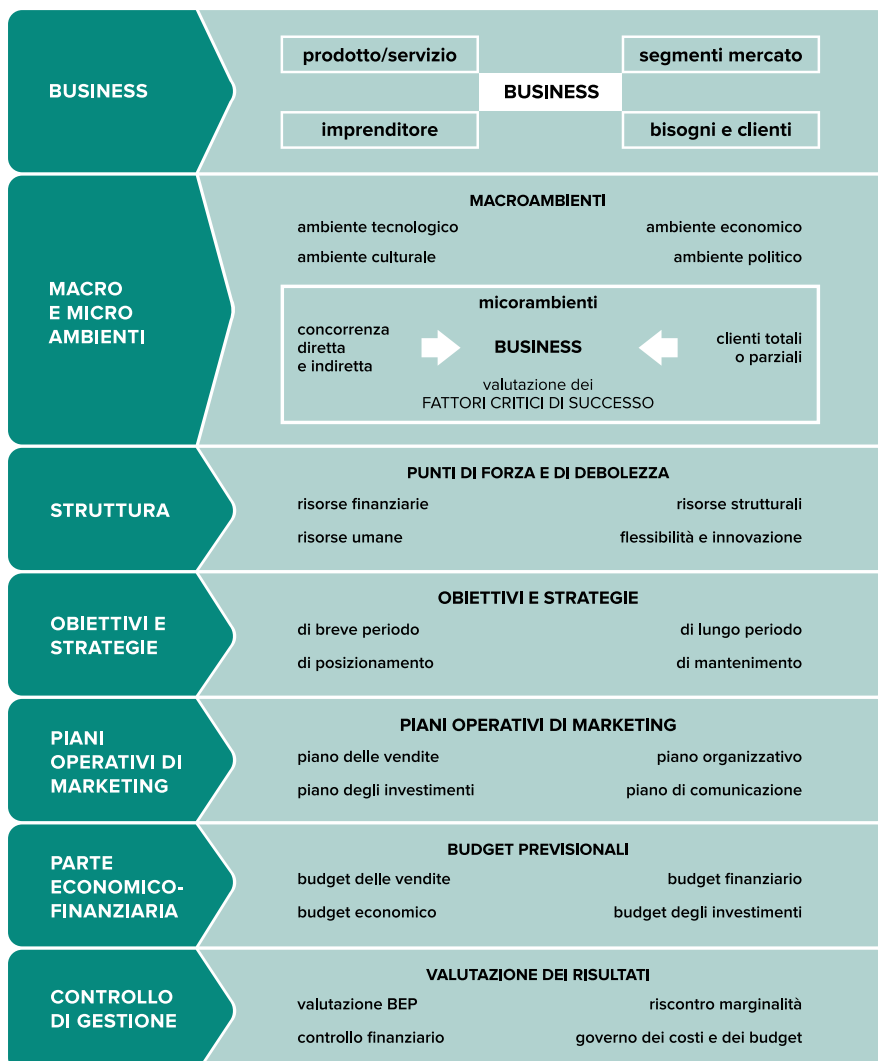 BUSINESS
prodotto/servizio
segmenti mercato
BUSINESS
imprenditore
bisogni e clienti
MACRO
E MICRO
AMBIENTI
MACROAMBIENTI
ambiente tecnologico
ambiente economico
ambiente culturale
ambiente politico
micorambienti
concorrenza
diretta
e indiretta
BUSINESS
clienti totali
o parziali
valutazione dei
FATTORI CRITICI DI SUCCESSO
STRUTTURA
PUNTI DI FORZA E DI DEBOLEZZA
risorse finanziarie
risorse strutturali
risorse umane
flessibilità e innovazione
OBIETTIVI E
STRATEGIE
OBIETTIVI E STRATEGIE
di breve periodo
di lungo periodo
di posizionamento
di mantenimento
PIANI
OPERATIVI DI
MARKETING
PIANI OPERATIVI DI MARKETING
piano delle vendite
piano organizzativo
piano degli investimenti
piano di comunicazione
PARTE
ECONOMICO-
FINANZIARIA
BUDGET PREVISIONALI
budget delle vendite
budget finanziario
budget economico
budget degli investimenti
CONTROLLO
DI GESTIONE
VALUTAZIONE DEI RISULTATI
valutazione BEP
riscontro marginalità
controllo finanziario
governo dei costi e dei budget